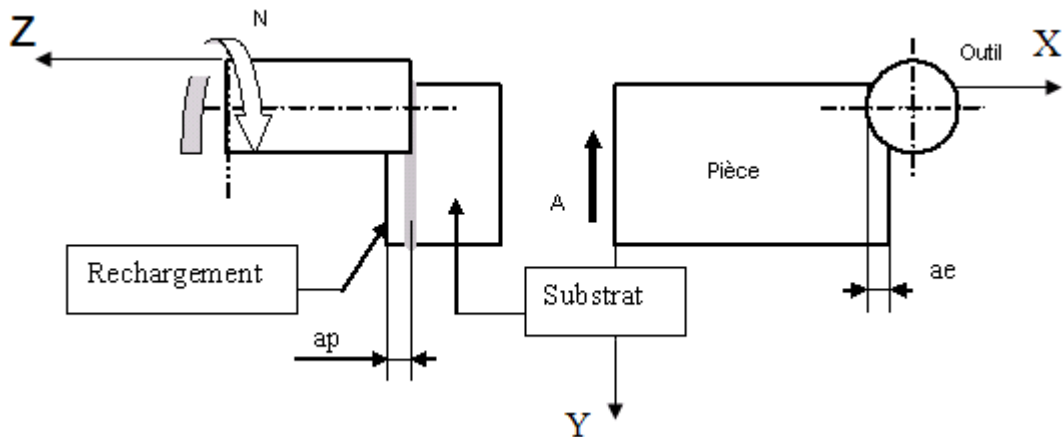 Z
N
Outil
X
A
Pièce
Rechargement
Substrat
ae
ap
Y